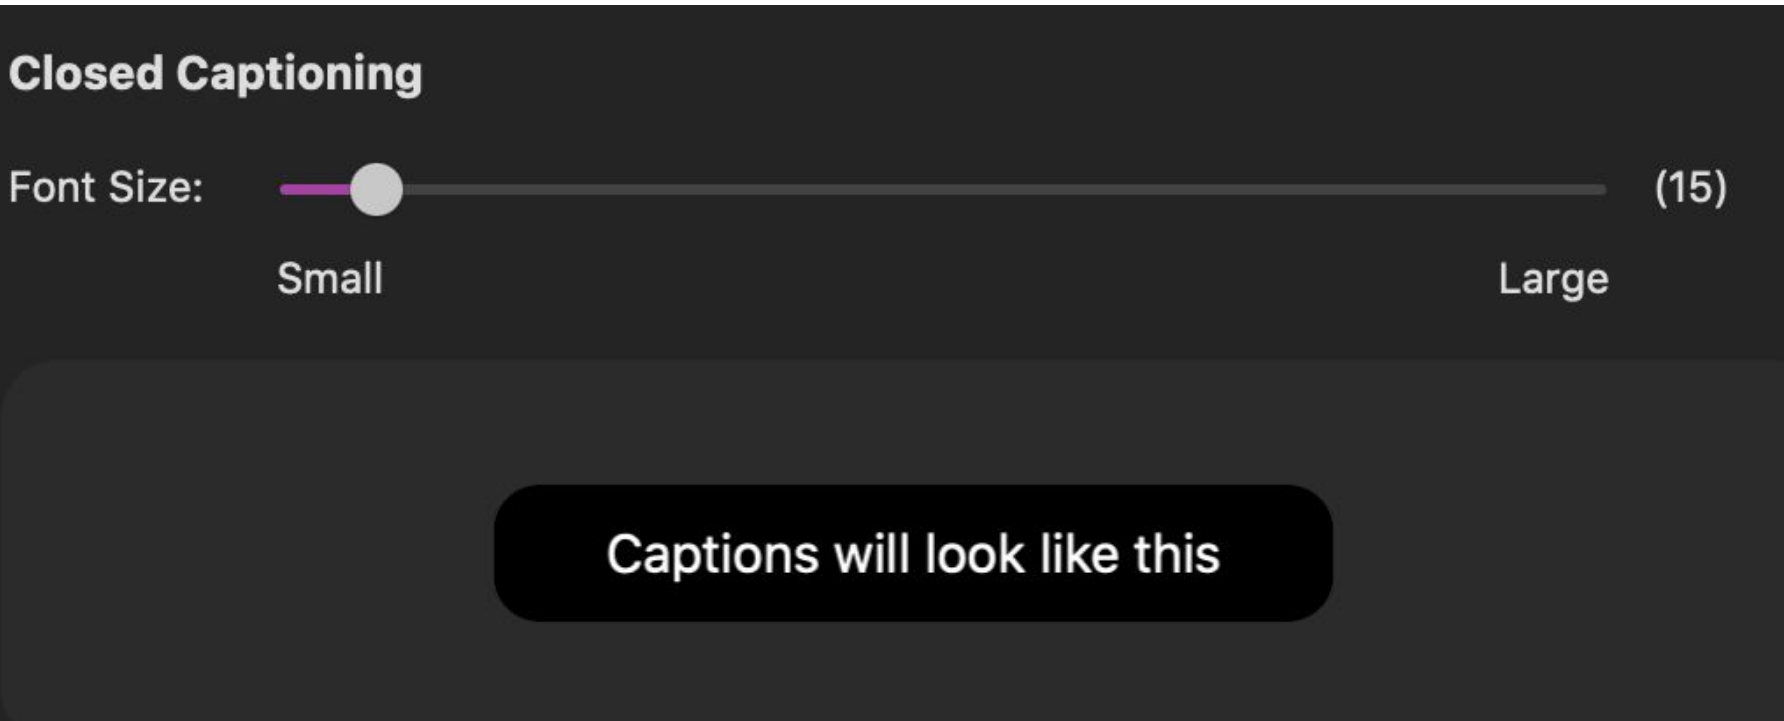 Closed Captioning
Font Size: (15)
Small Large
Captions will look like this